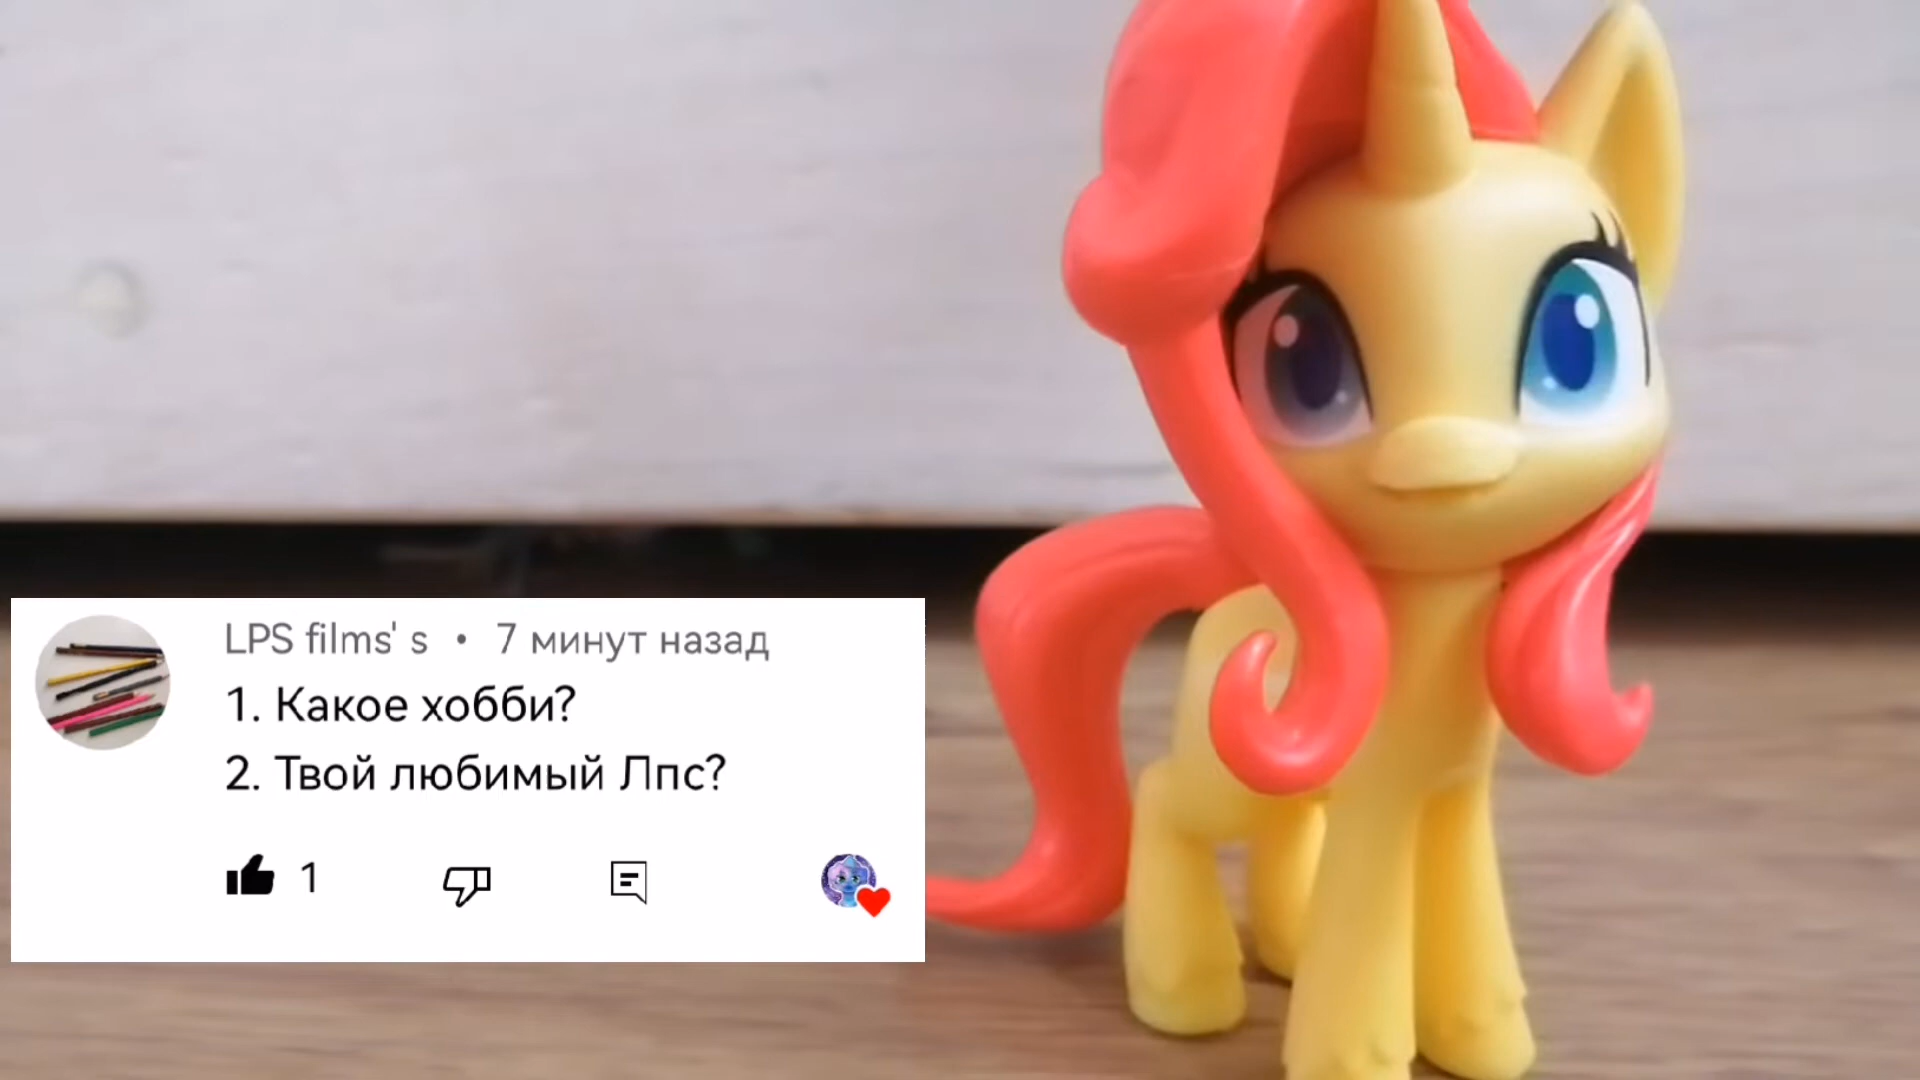 LPS films' s • 7 минут назад
1. Какое хобби?
2. Твой любимый Лпс?
1